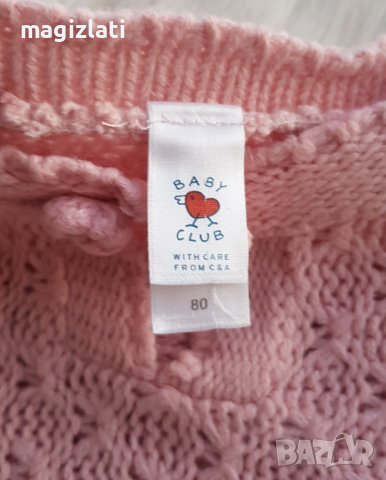 magizlati
BABY
CLUB
WITH CARE
FROM C&A
80
BAZAR